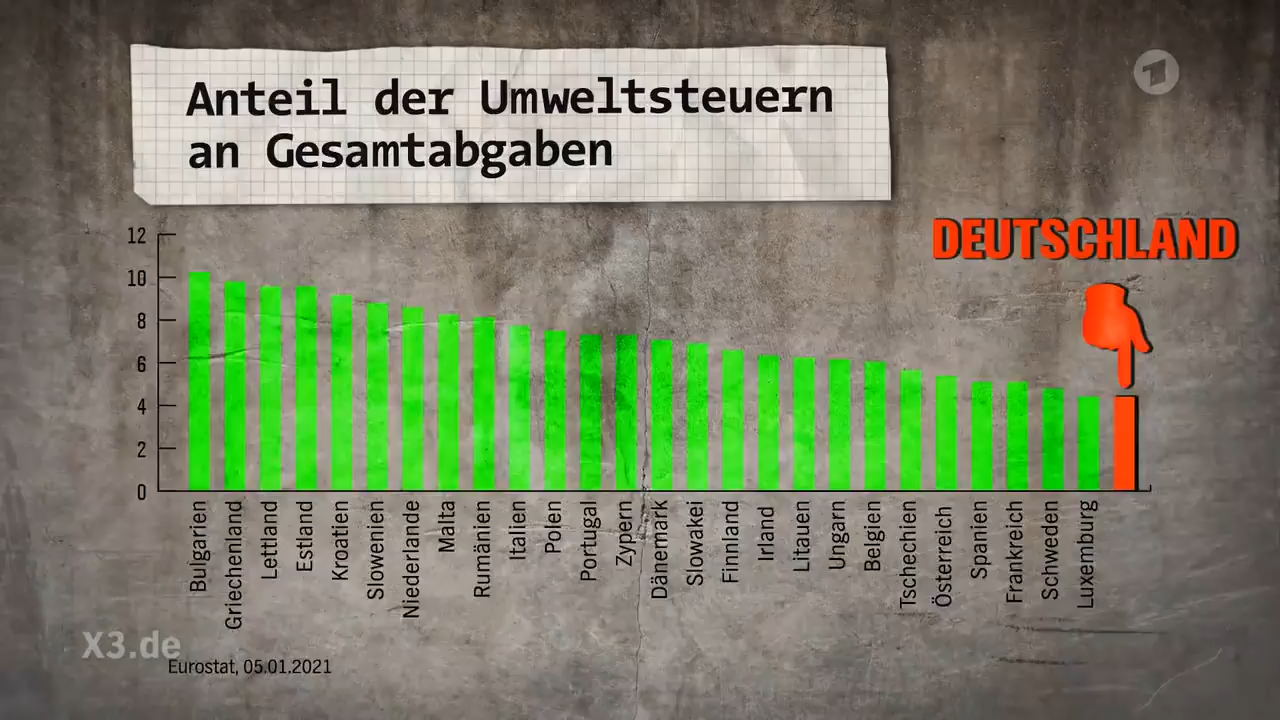 Anteil der Umweltsteuern
an Gesamtabgaben
1
DEUTSCHLAND
12
10
8
6
4
2
0
Bulgarien
Griechenland
Lettland
Estland
Kroatien
Slowenien
Niederlande
Malta
Rumänien
Italien
Polen
Portugal
Zypern
Dänemark
Slowakei
Finnland
Irland
Litauen
Ungarn
Belgien
Tschechien
Österreich
Spanien
Frankreich
Schweden
Luxemburg
X3.de
Eurostat, 05.01.2021